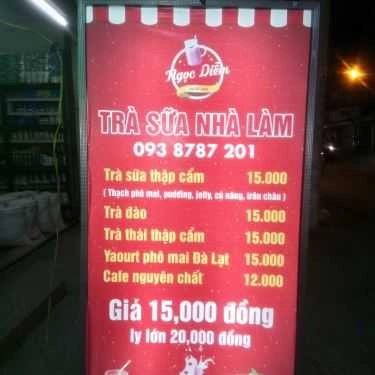 Ngọc Diễm
TRÀ SỮA NHÀ LÀM
093 8787 201
Trà sữa thập cẩm 15.000
( Thạch phô mai, pudding, jelly, củ năng, trân châu )
Trà đào 15.000
Trà thái thập cẩm 15.000
Yaourt phô mai Đà Lạt 15.000
Cafe nguyên chất 12.000
Giá 15,000 đồng
ly lớn 20,000 đồng